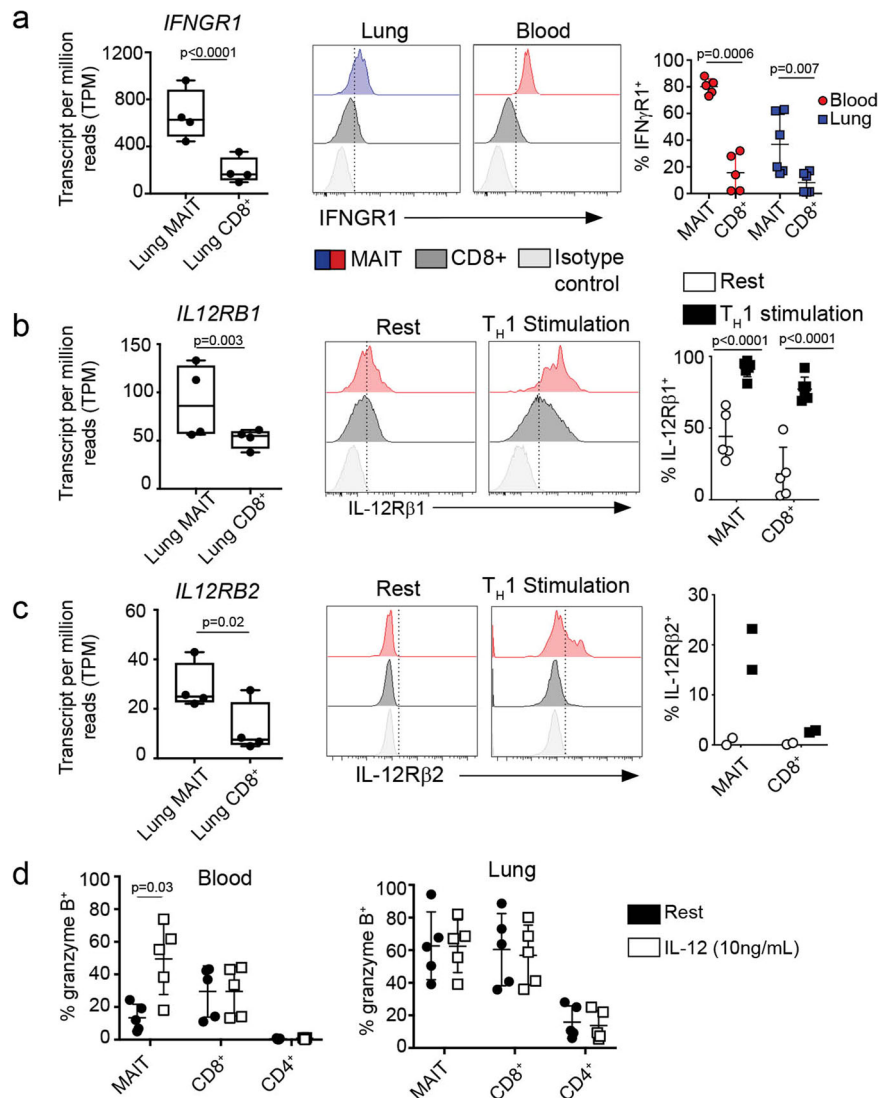 a
IFNGR1
p<0.0001
Transcript per million
reads (TPM)
1200
800
400
0
Lung MAIT
Lung CD8+
Lung
Blood
IFNGR1
MAIT
CD8+
Isotype
control
p=0.0006
p=0.007
% IFNγR1+
100
80
60
40
20
0
MAIT
CD8+
MAIT
CD8+
Blood
Lung
b
IL12RB1
p=0.003
Transcript per million
reads (TPM)
150
100
50
0
Lung MAIT
Lung CD8+
Rest
TH1 Stimulation
IL-12Rβ1
Rest
TH1 stimulation
p<0.0001
p<0.0001
% IL-12Rβ1+
100
50
0
MAIT
CD8+
c
IL12RB2
p=0.02
Transcript per million
reads (TPM)
60
40
20
0
Lung MAIT
Lung CD8+
Rest
TH1 Stimulation
IL-12Rβ2
% IL-12Rβ2+
30
20
10
0
MAIT
CD8+
d
Blood
p=0.03
% granzyme B+
100
80
60
40
20
0
MAIT
CD8+
CD4+
Lung
% granzyme B+
100
80
60
40
20
0
MAIT
CD8+
CD4+
Rest
IL-12 (10ng/mL)